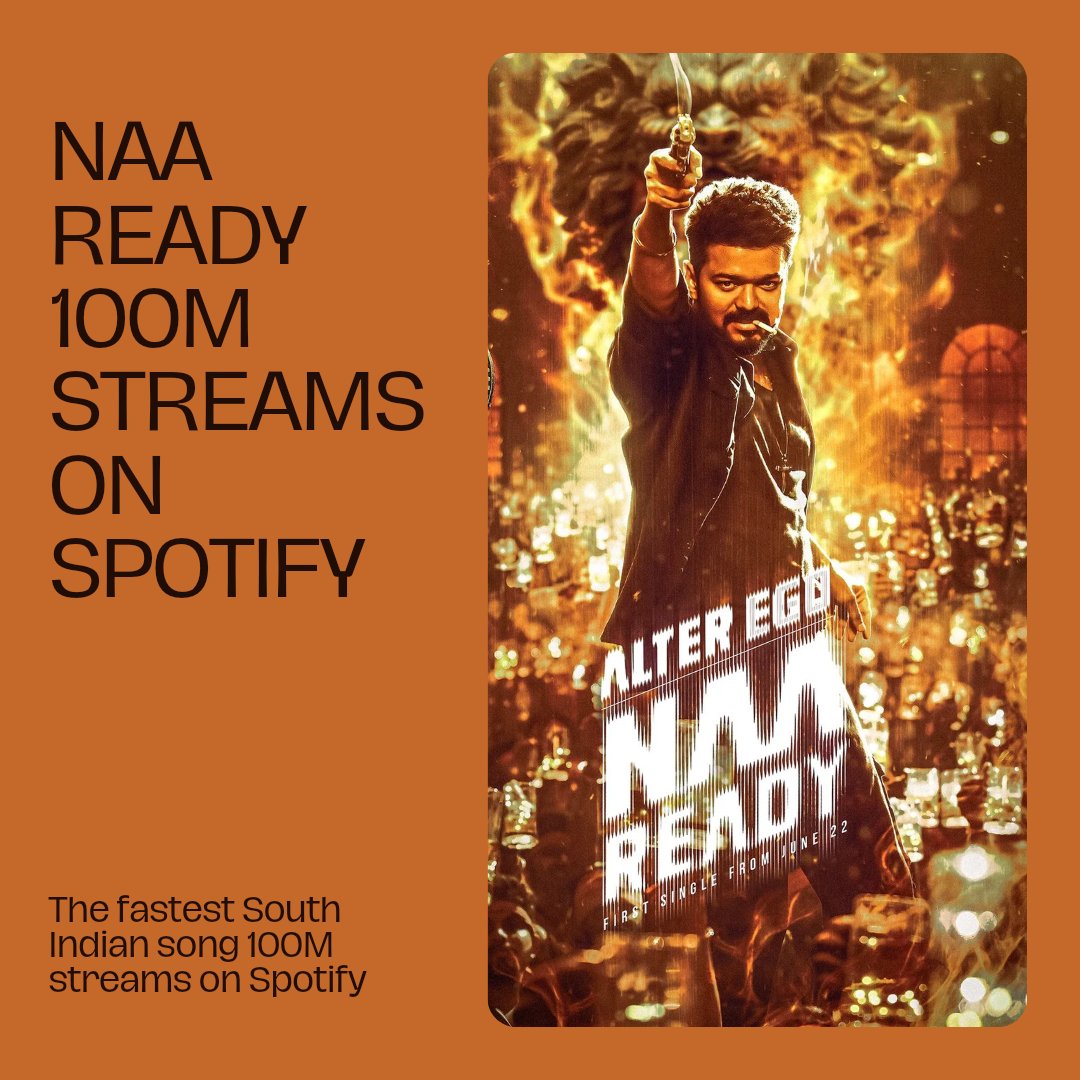 NAA
READY
100M
STREAMS
ON
SPOTIFY
The fastest South
Indian song 100M
streams on Spotify
ALTER EGO
NAA
READY
FIRST SINGLE FROM JUNE 22